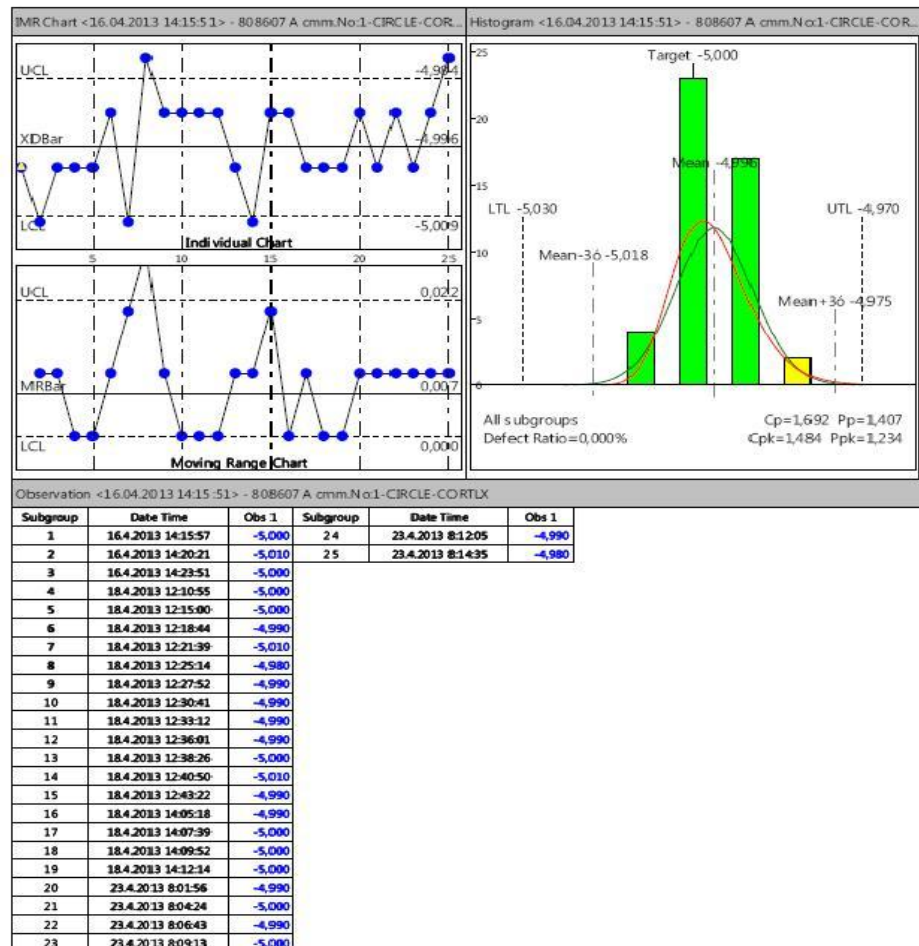 IMR Chart <16.04.2013 14:15:51> - 808607 A cmm.No:1-CIRCLE-COR...
Histogram <16.04.2013 14:15:51> - 808607 A cmm.No:1-CIRCLE-COR...
UCL -4,984
XIDBar -4,996
LCL -5,009
Individual Chart
5 10 15 20 25
UCL 0,022
MRBar 0,007
LCL 0,000
Moving Range Chart
25
20
15
10
5
0
Target -5,000
Mean -4,996
LTL -5,030 UTL -4,970
Mean-3б -5,018
Mean+3б -4,975
All subgroups Cp=1,692 Pp=1,407
Defect Ratio=0,000% Cpk=1,484 Ppk=1,234
Observation <16.04.2013 14:15:51> - 808607 A cmm.No:1-CIRCLE-CORTLX
Subgroup Date Time Obs 1 Subgroup Date Time Obs 1
1 16.4.2013 14:15:57 -5,000 24 23.4.2013 8:12:05 -4,990
2 16.4.2013 14:20:21 -5,010 25 23.4.2013 8:14:35 -4,980
3 16.4.2013 14:23:51 -5,000
4 18.4.2013 12:10:55 -5,000
5 18.4.2013 12:15:00 -5,000
6 18.4.2013 12:18:44 -4,990
7 18.4.2013 12:21:39 -5,010
8 18.4.2013 12:25:14 -4,980
9 18.4.2013 12:27:52 -4,990
10 18.4.2013 12:30:41 -4,990
11 18.4.2013 12:33:12 -4,990
12 18.4.2013 12:36:01 -4,990
13 18.4.2013 12:38:26 -5,000
14 18.4.2013 12:40:50 -5,010
15 18.4.2013 12:43:22 -4,990
16 18.4.2013 14:05:18 -4,990
17 18.4.2013 14:07:39 -5,000
18 18.4.2013 14:09:52 -5,000
19 18.4.2013 14:12:14 -5,000
20 23.4.2013 8:01:56 -4,990
21 23.4.2013 8:04:24 -5,000
22 23.4.2013 8:06:43 -4,990
23 23.4.2013 8:09:13 -5,000